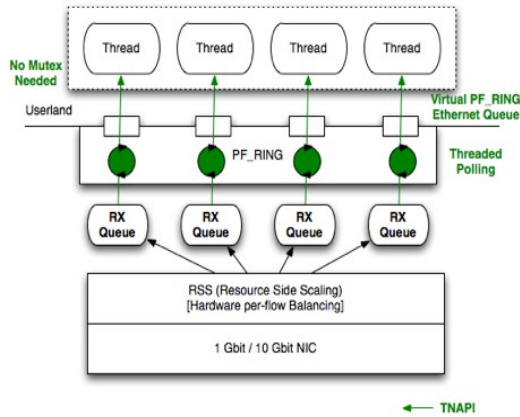 Thread
Thread
Thread
Thread
No Mutex
Needed
Userland
Virtual PF_RING
Ethernet Queue
PF_RING
Threaded
Polling
RX
Queue
RX
Queue
RX
Queue
RX
Queue
RSS (Resource Side Scaling)
[Hardware per-flow Balancing]
1 Gbit / 10 Gbit NIC
TNAPI